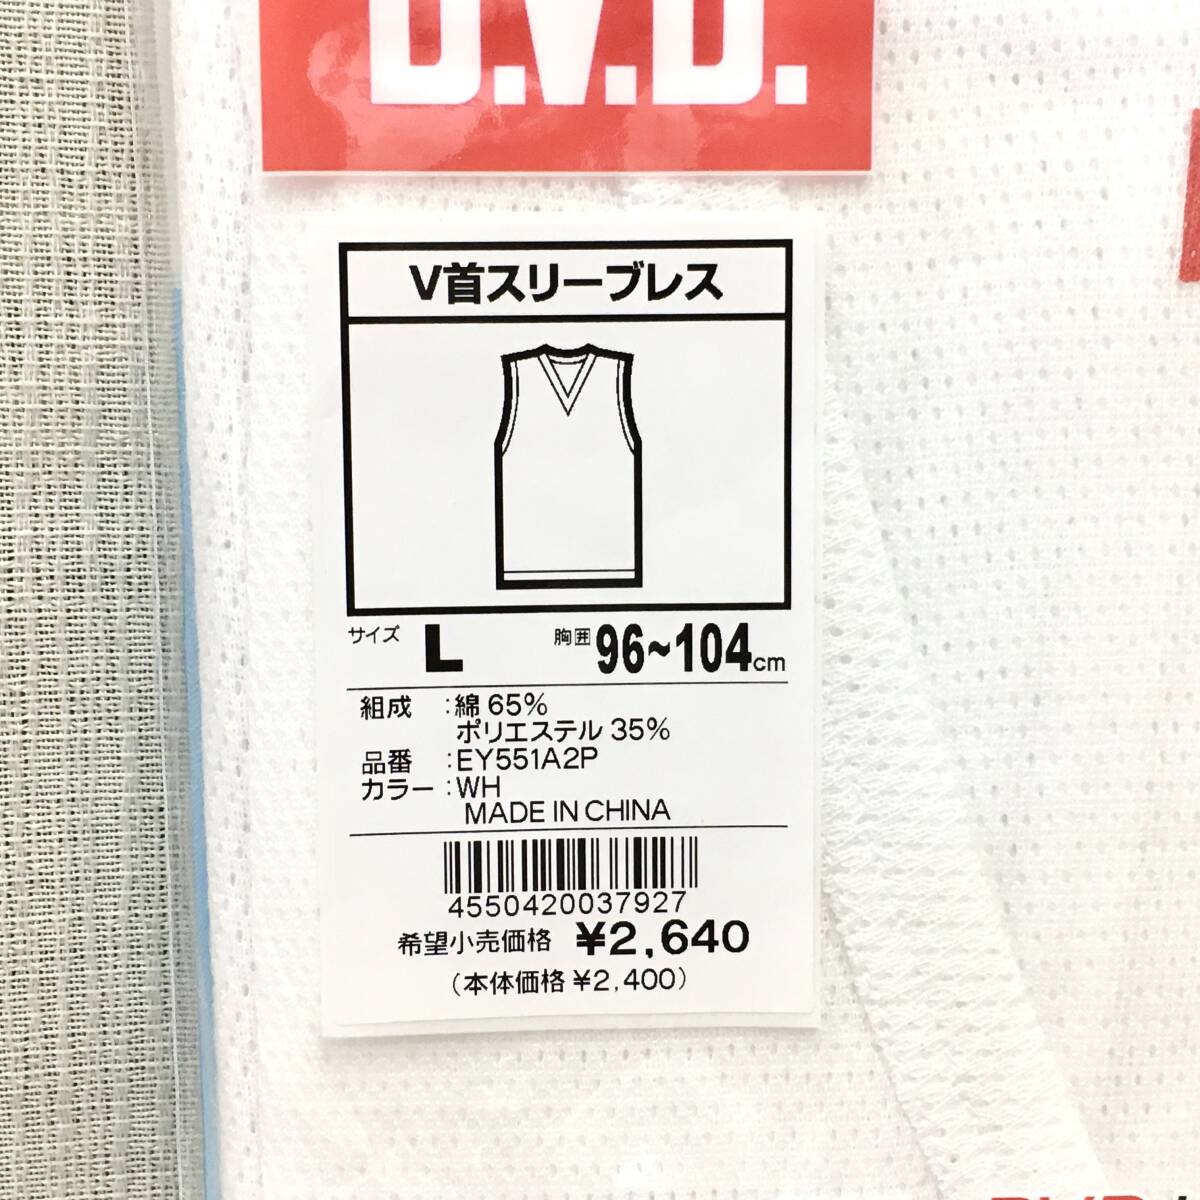 B.V.D.
V首スリーブレス
サイズ L 胸囲 96~104cm
組成 :綿 65%
ポリエステル 35%
品番 :EY551A2P
カラー :WH
MADE IN CHINA
4550420037927
希望小売価格 ¥2,640
(本体価格 ¥2,400)